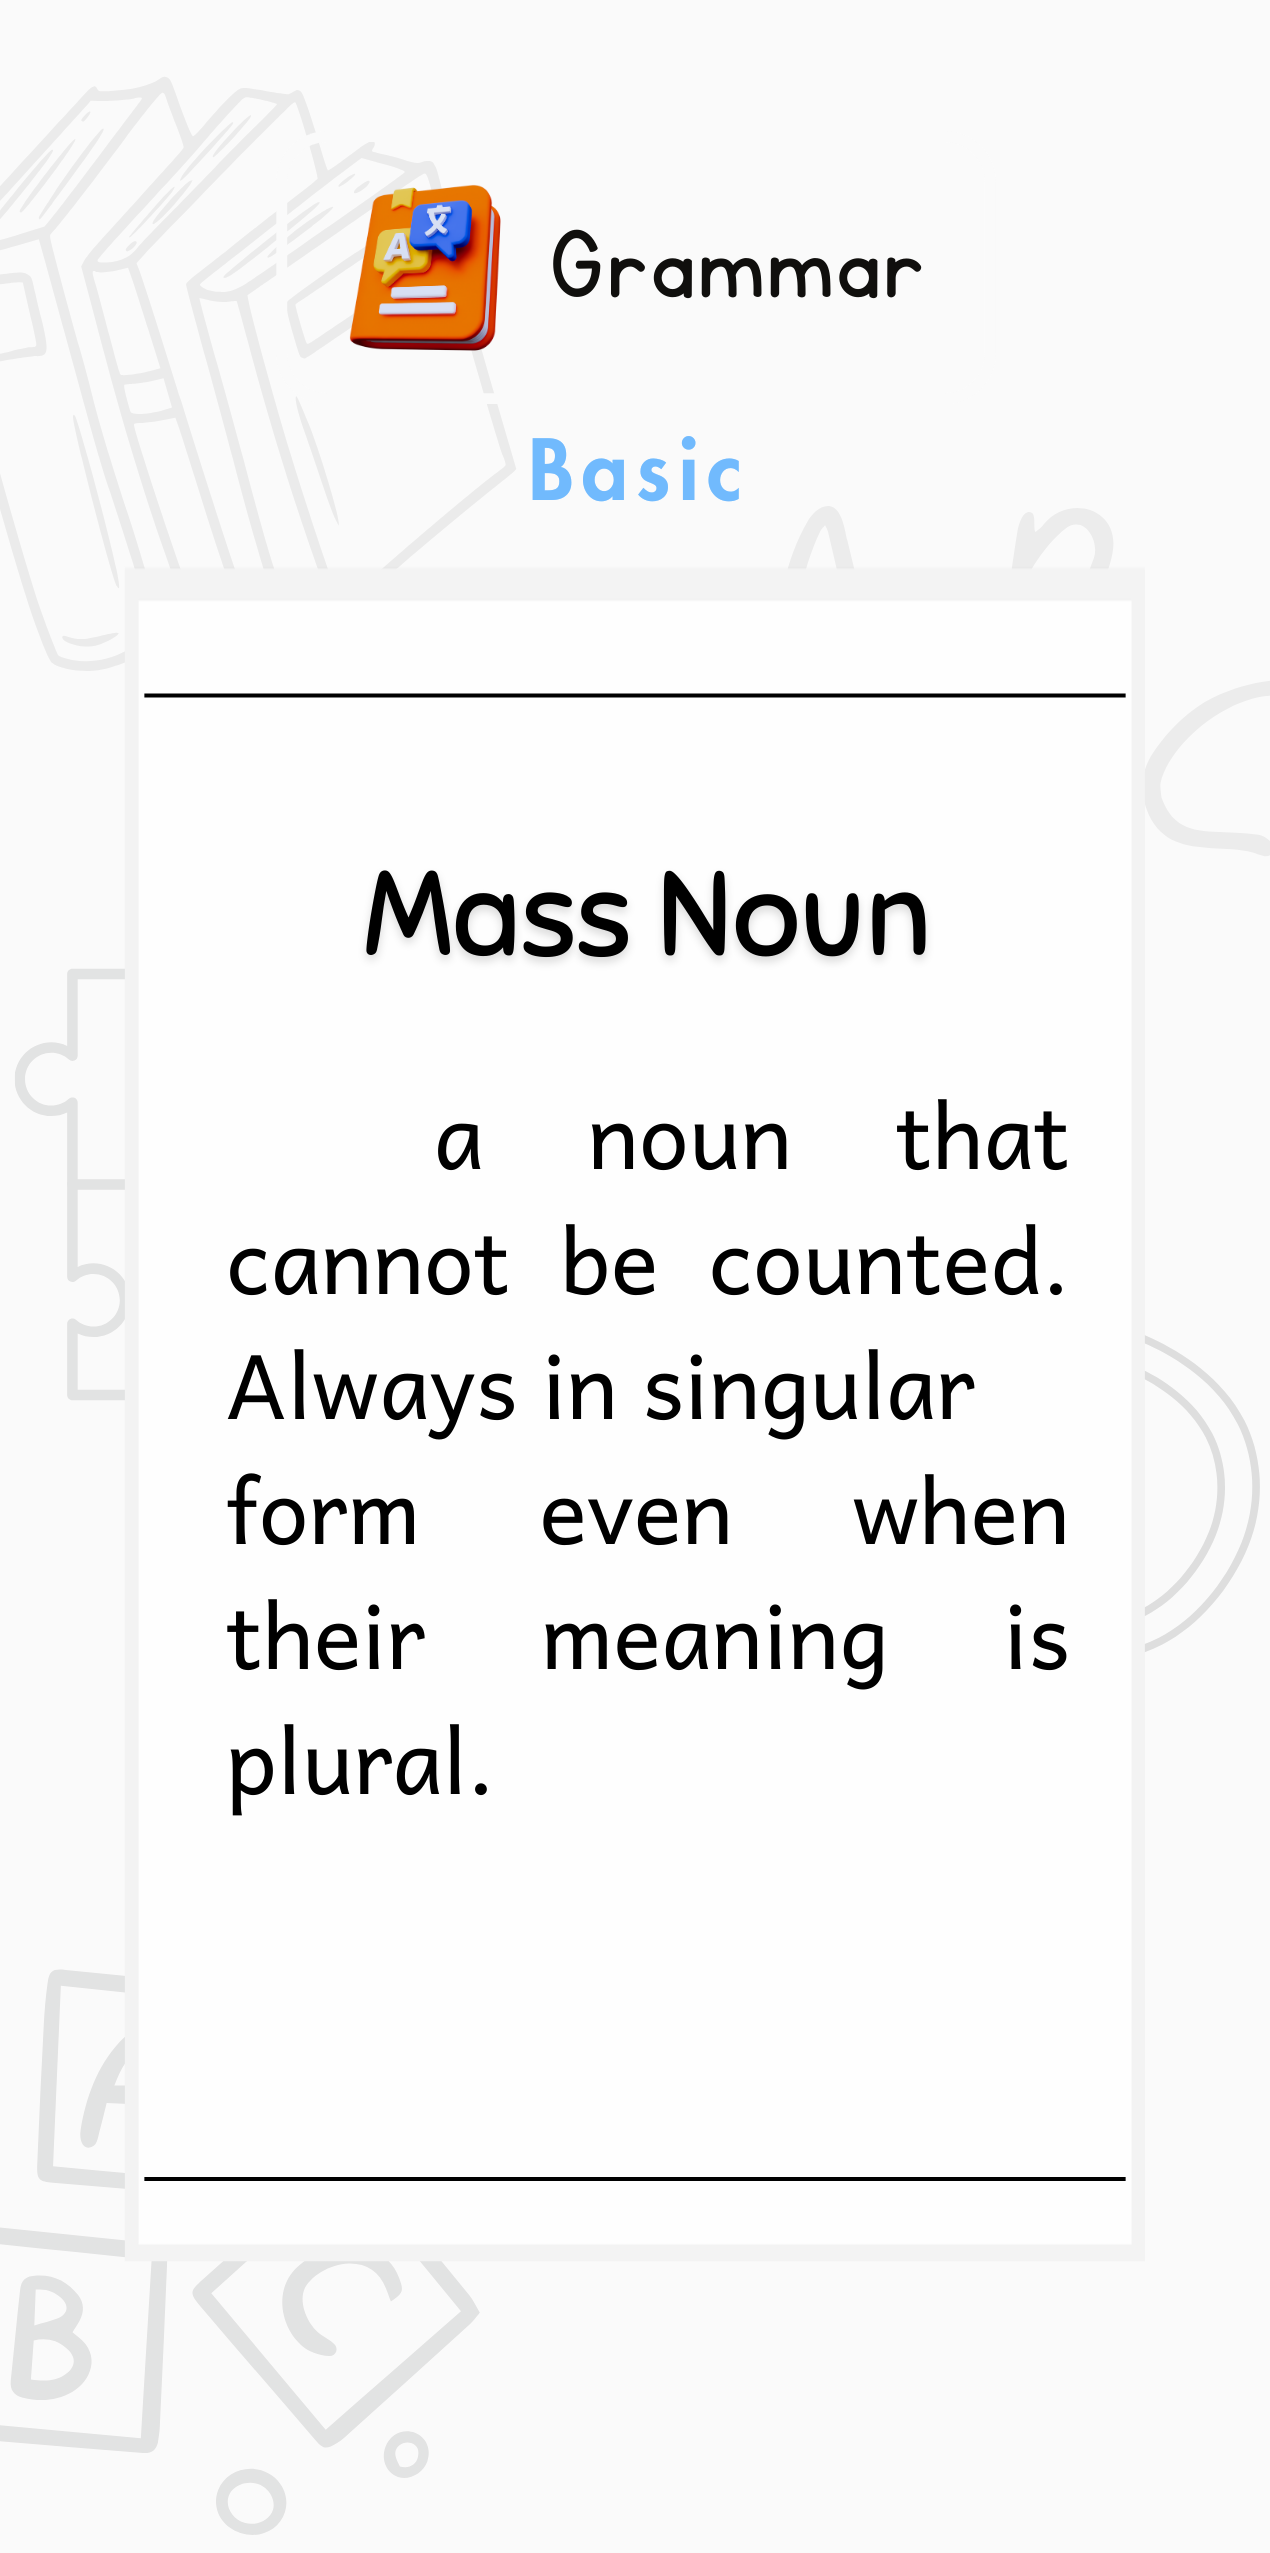 A 文
Grammar
Basic
Mass Noun
a noun that
cannot be counted.
Always in singular
form even when
their meaning is
plural.
A
B
C